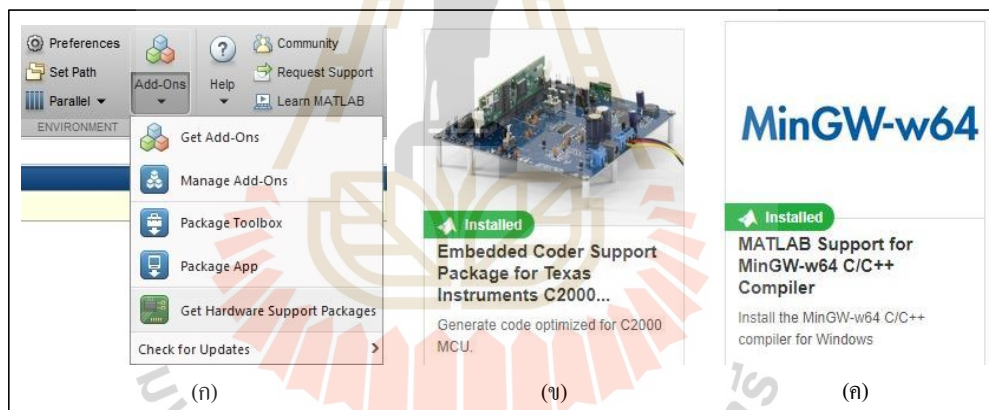 Preferences
Set Path
Parallel
ENVIRONMENT
Add-Ons
Help
Community
Request Support
Learn MATLAB
Get Add-Ons
Manage Add-Ons
Package Toolbox
Package App
Get Hardware Support Packages
Check for Updates
(ก)
Installed
Embedded Coder Support
Package for Texas
Instruments C2000...
Generate code optimized for C2000
MCU.
(ข)
MinGW-w64
Installed
MATLAB Support for
MinGW-w64 C/C++
Compiler
Install the MinGW-w64 C/C++
compiler for Windows
(ค)